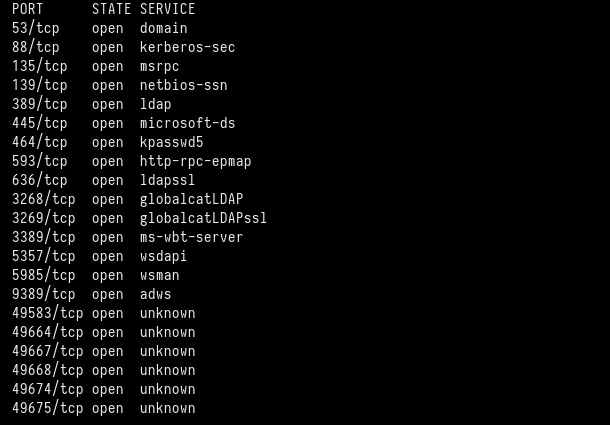 PORT STATE SERVICE
53/tcp open domain
88/tcp open kerberos-sec
135/tcp open msrpc
139/tcp open netbios-ssn
389/tcp open ldap
445/tcp open microsoft-ds
464/tcp open kpasswd5
593/tcp open http-rpc-epmap
636/tcp open ldapssl
3268/tcp open globalcatLDAP
3269/tcp open globalcatLDAPssl
3389/tcp open ms-wbt-server
5357/tcp open wsdapi
5985/tcp open wsman
9389/tcp open adws
49583/tcp open unknown
49664/tcp open unknown
49667/tcp open unknown
49668/tcp open unknown
49674/tcp open unknown
49675/tcp open unknown